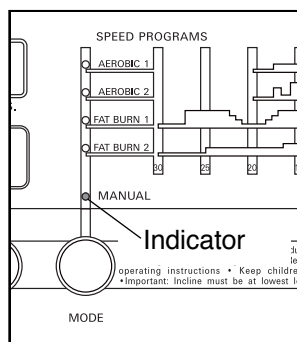 SPEED PROGRAMS
AEROBIC 1
AEROBIC 2
FAT BURN 1
FAT BURN 2
30 25 20
MANUAL
Indicator
operating instructions • Keep childre
•Important: Incline must be at lowest l
MODE